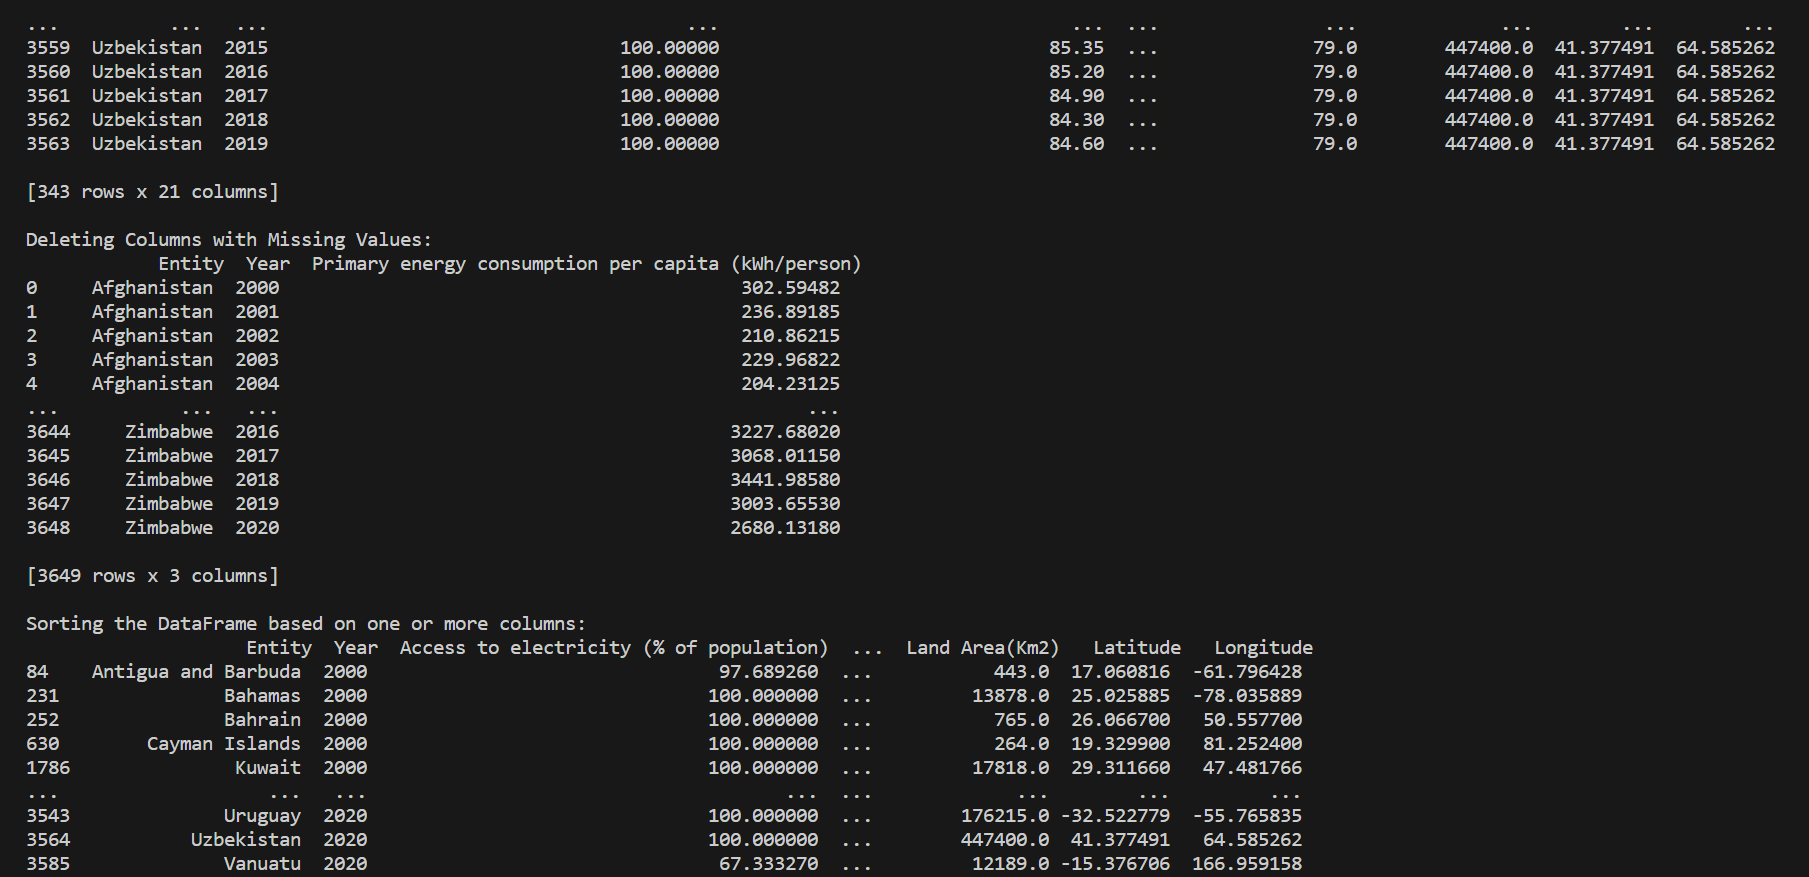 ... ... ... ... ... ... ... ... ... ...
3559 Uzbekistan 2015 100.00000 85.35 ... 79.0 447400.0 41.377491 64.585262
3560 Uzbekistan 2016 100.00000 85.20 ... 79.0 447400.0 41.377491 64.585262
3561 Uzbekistan 2017 100.00000 84.90 ... 79.0 447400.0 41.377491 64.585262
3562 Uzbekistan 2018 100.00000 84.30 ... 79.0 447400.0 41.377491 64.585262
3563 Uzbekistan 2019 100.00000 84.60 ... 79.0 447400.0 41.377491 64.585262
[343 rows x 21 columns]
Deleting Columns with Missing Values:
Entity Year Primary energy consumption per capita (kWh/person)
0 Afghanistan 2000 302.59482
1 Afghanistan 2001 236.89185
2 Afghanistan 2002 210.86215
3 Afghanistan 2003 229.96822
4 Afghanistan 2004 204.23125
... ... ... ...
3644 Zimbabwe 2016 3227.68020
3645 Zimbabwe 2017 3068.01150
3646 Zimbabwe 2018 3441.98580
3647 Zimbabwe 2019 3003.65530
3648 Zimbabwe 2020 2680.13180
[3649 rows x 3 columns]
Sorting the DataFrame based on one or more columns:
Entity Year Access to electricity (% of population) ... Land Area(Km2) Latitude Longitude
84 Antigua and Barbuda 2000 97.689260 ... 443.0 17.060816 -61.796428
231 Bahamas 2000 100.000000 ... 13878.0 25.025885 -78.035889
252 Bahrain 2000 100.000000 ... 765.0 26.066700 50.557700
630 Cayman Islands 2000 100.000000 ... 264.0 19.329900 81.252400
1786 Kuwait 2000 100.000000 ... 17818.0 29.311660 47.481766
... ... ... ... ... ... ... ...
3543 Uruguay 2020 100.000000 ... 176215.0 -32.522779 -55.765835
3564 Uzbekistan 2020 100.000000 ... 447400.0 41.377491 64.585262
3585 Vanuatu 2020 67.333270 ... 12189.0 -15.376706 166.959158